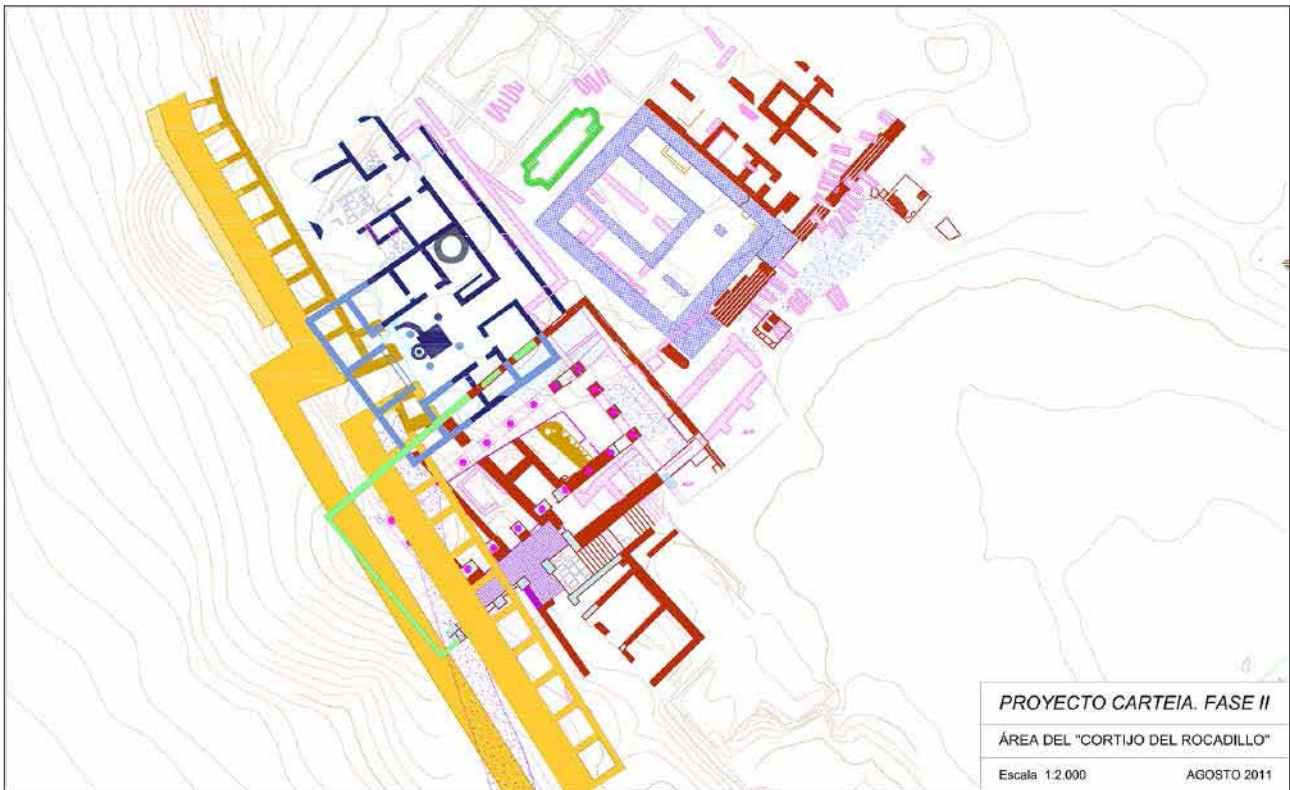 PROYECTO CARTEIA. FASE II
ÁREA DEL "CORTIJO DEL ROCADILLO"
Escala 1:2.000 AGOSTO 2011